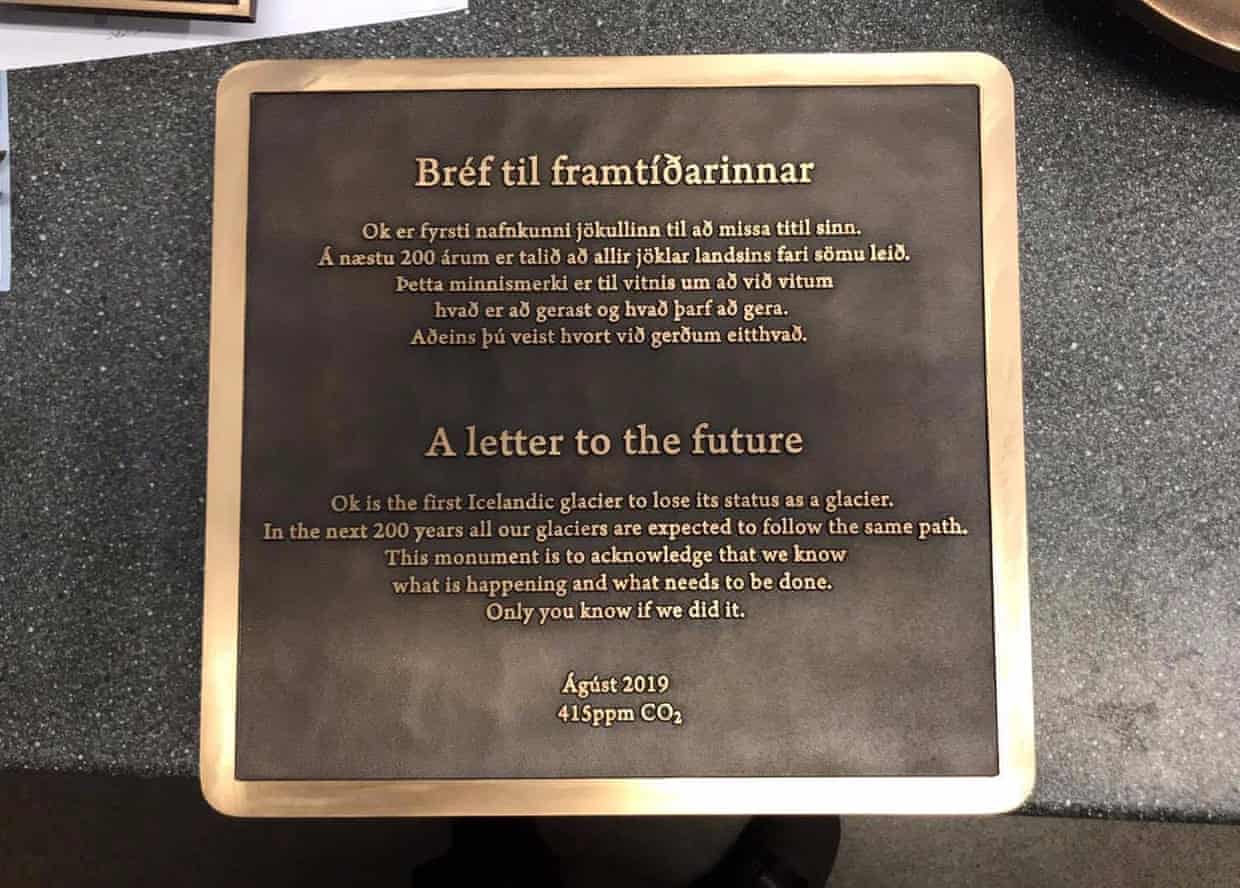 Bréf til framtíðarinnar
Ok er fyrsti nafnkunni jökullinn til að missa titil sinn.
Á næstu 200 árum er talið að allir jöklar landsins fari sömu leið.
Þetta minnismerki er til vitnis um að við vitum
hvað er að gerast og hvað þarf að gera.
Aðeins þú veist hvort við gerðum eitthvað.
A letter to the future
Ok is the first Icelandic glacier to lose its status as a glacier.
In the next 200 years all our glaciers are expected to follow the same path.
This monument is to acknowledge that we know
what is happening and what needs to be done.
Only you know if we did it.
Ágúst 2019
415ppm CO₂